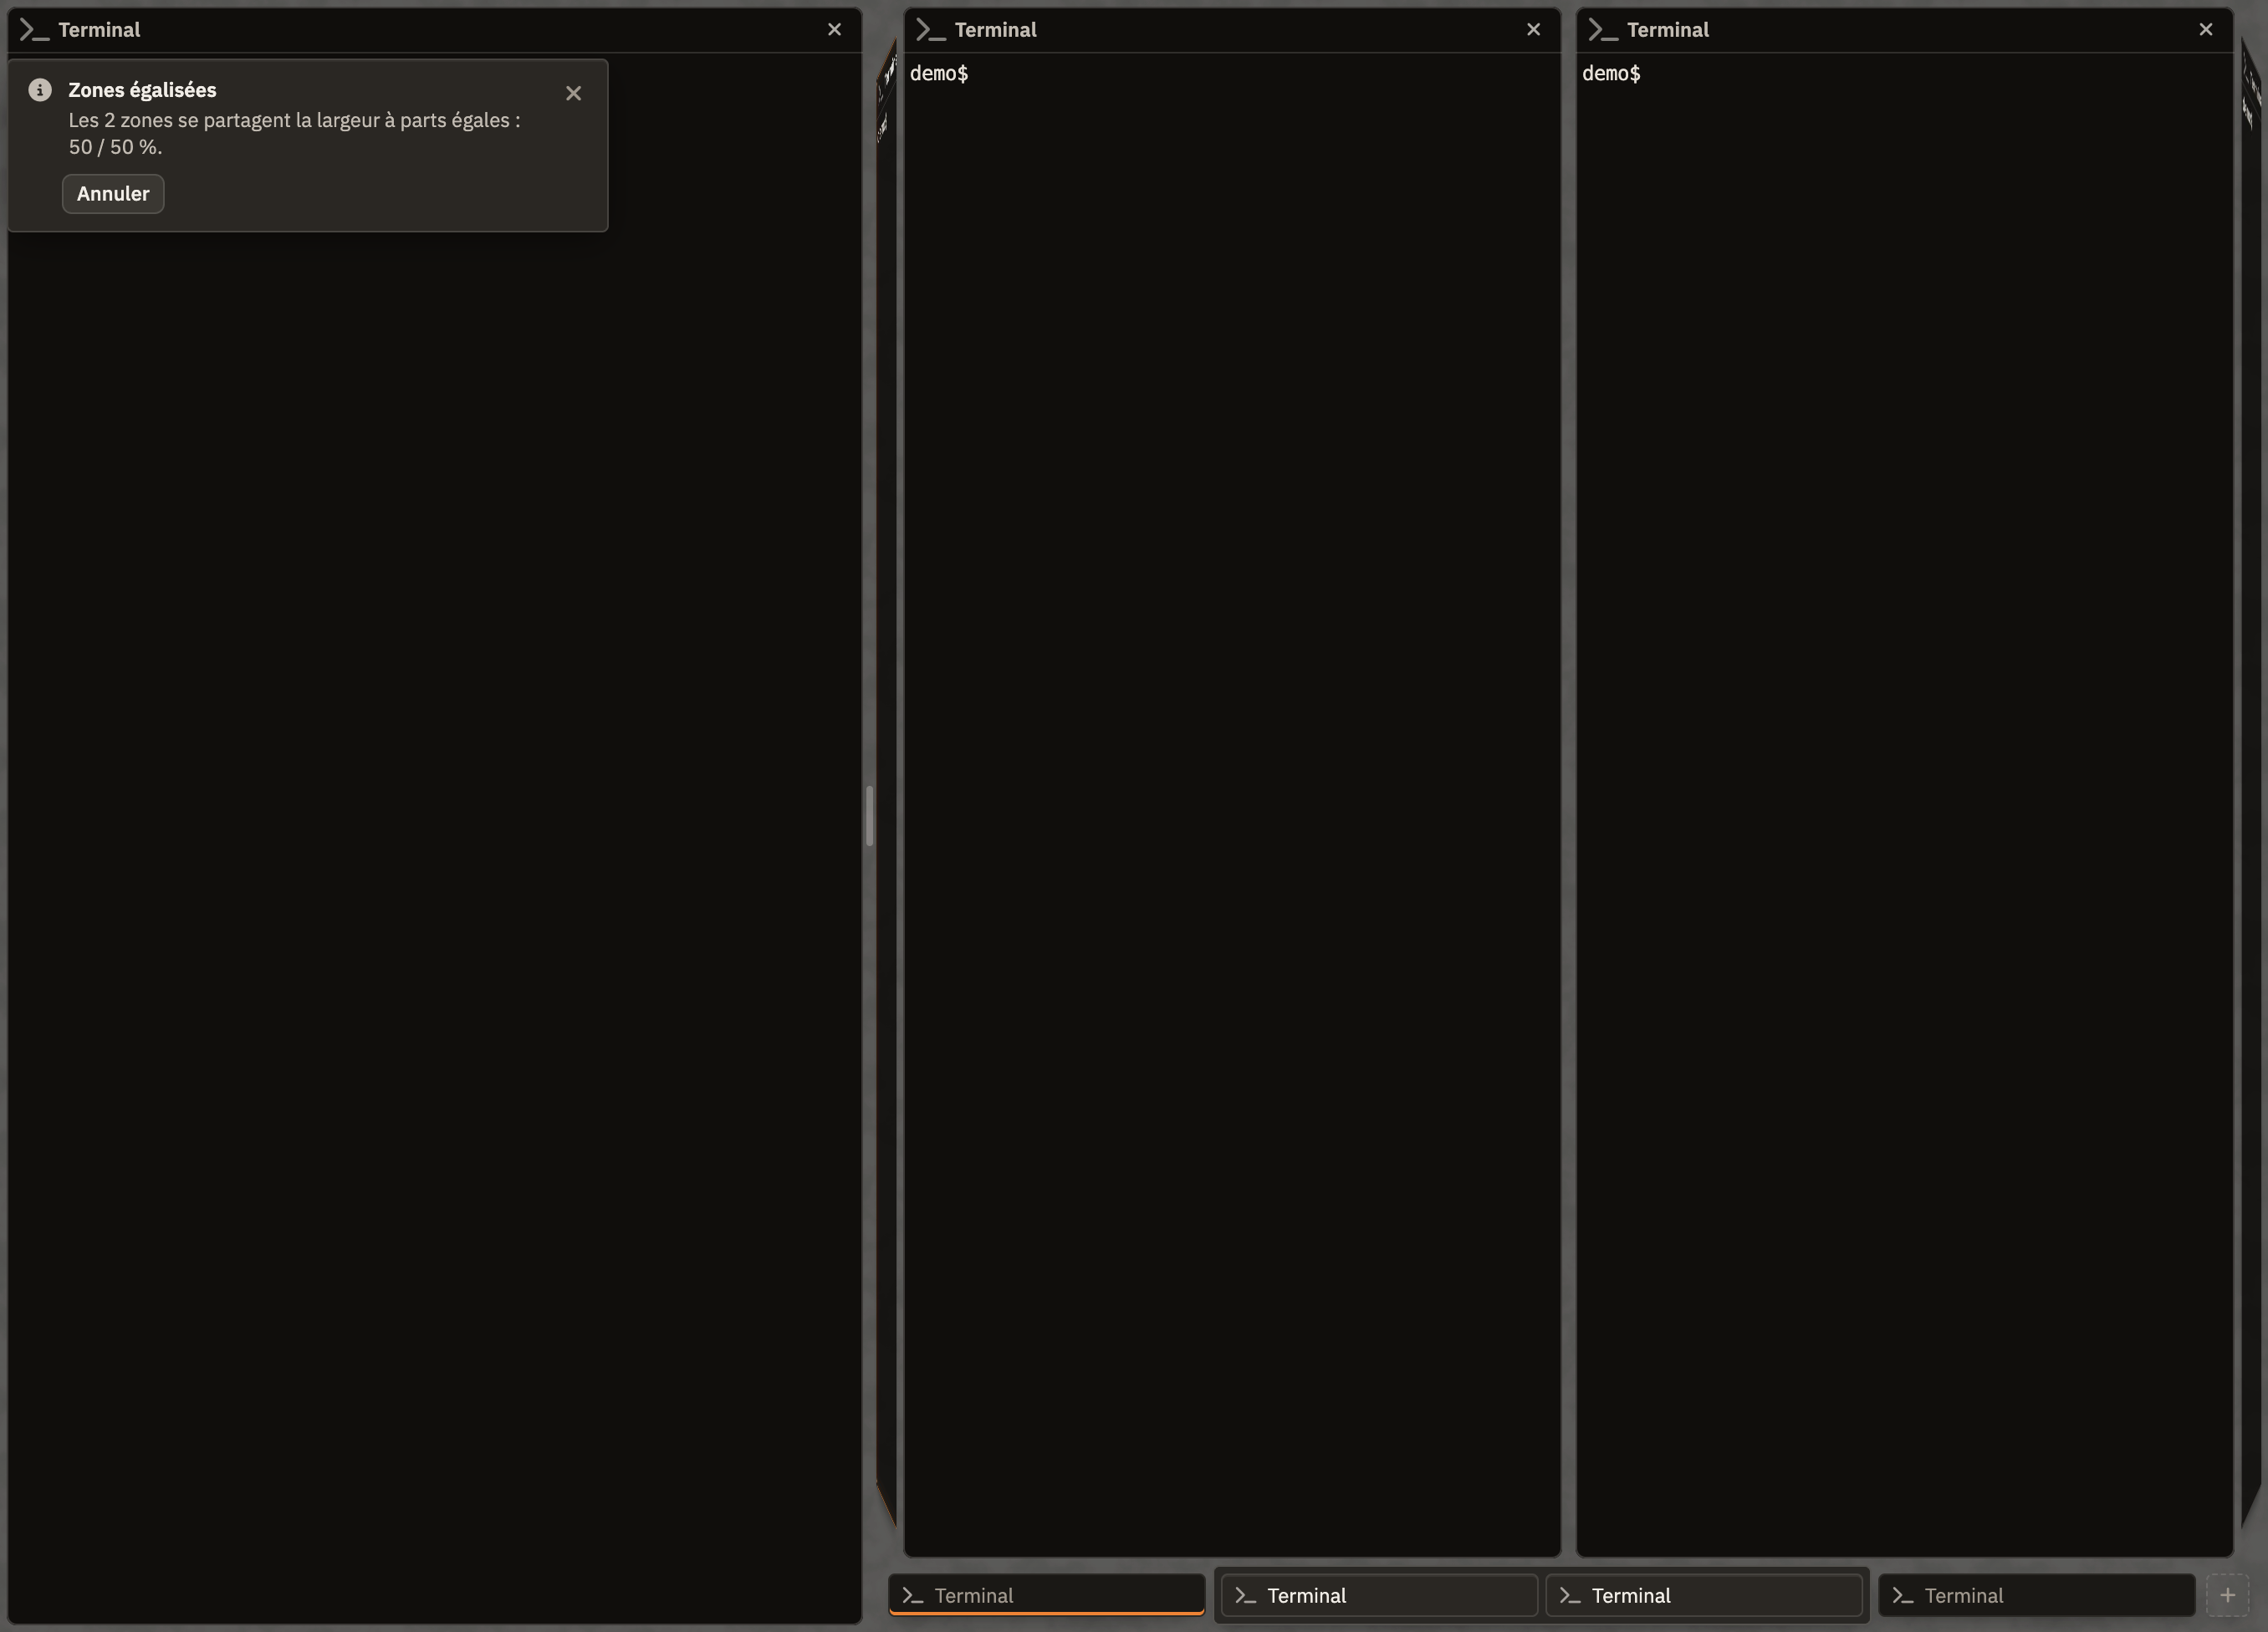 Terminal
Zones égalisées
Les 2 zones se partagent la largeur à parts égales :
50 / 50 %.
Annuler
Terminal
demo$
Terminal
demo$
Terminal
Terminal
Terminal
Terminal